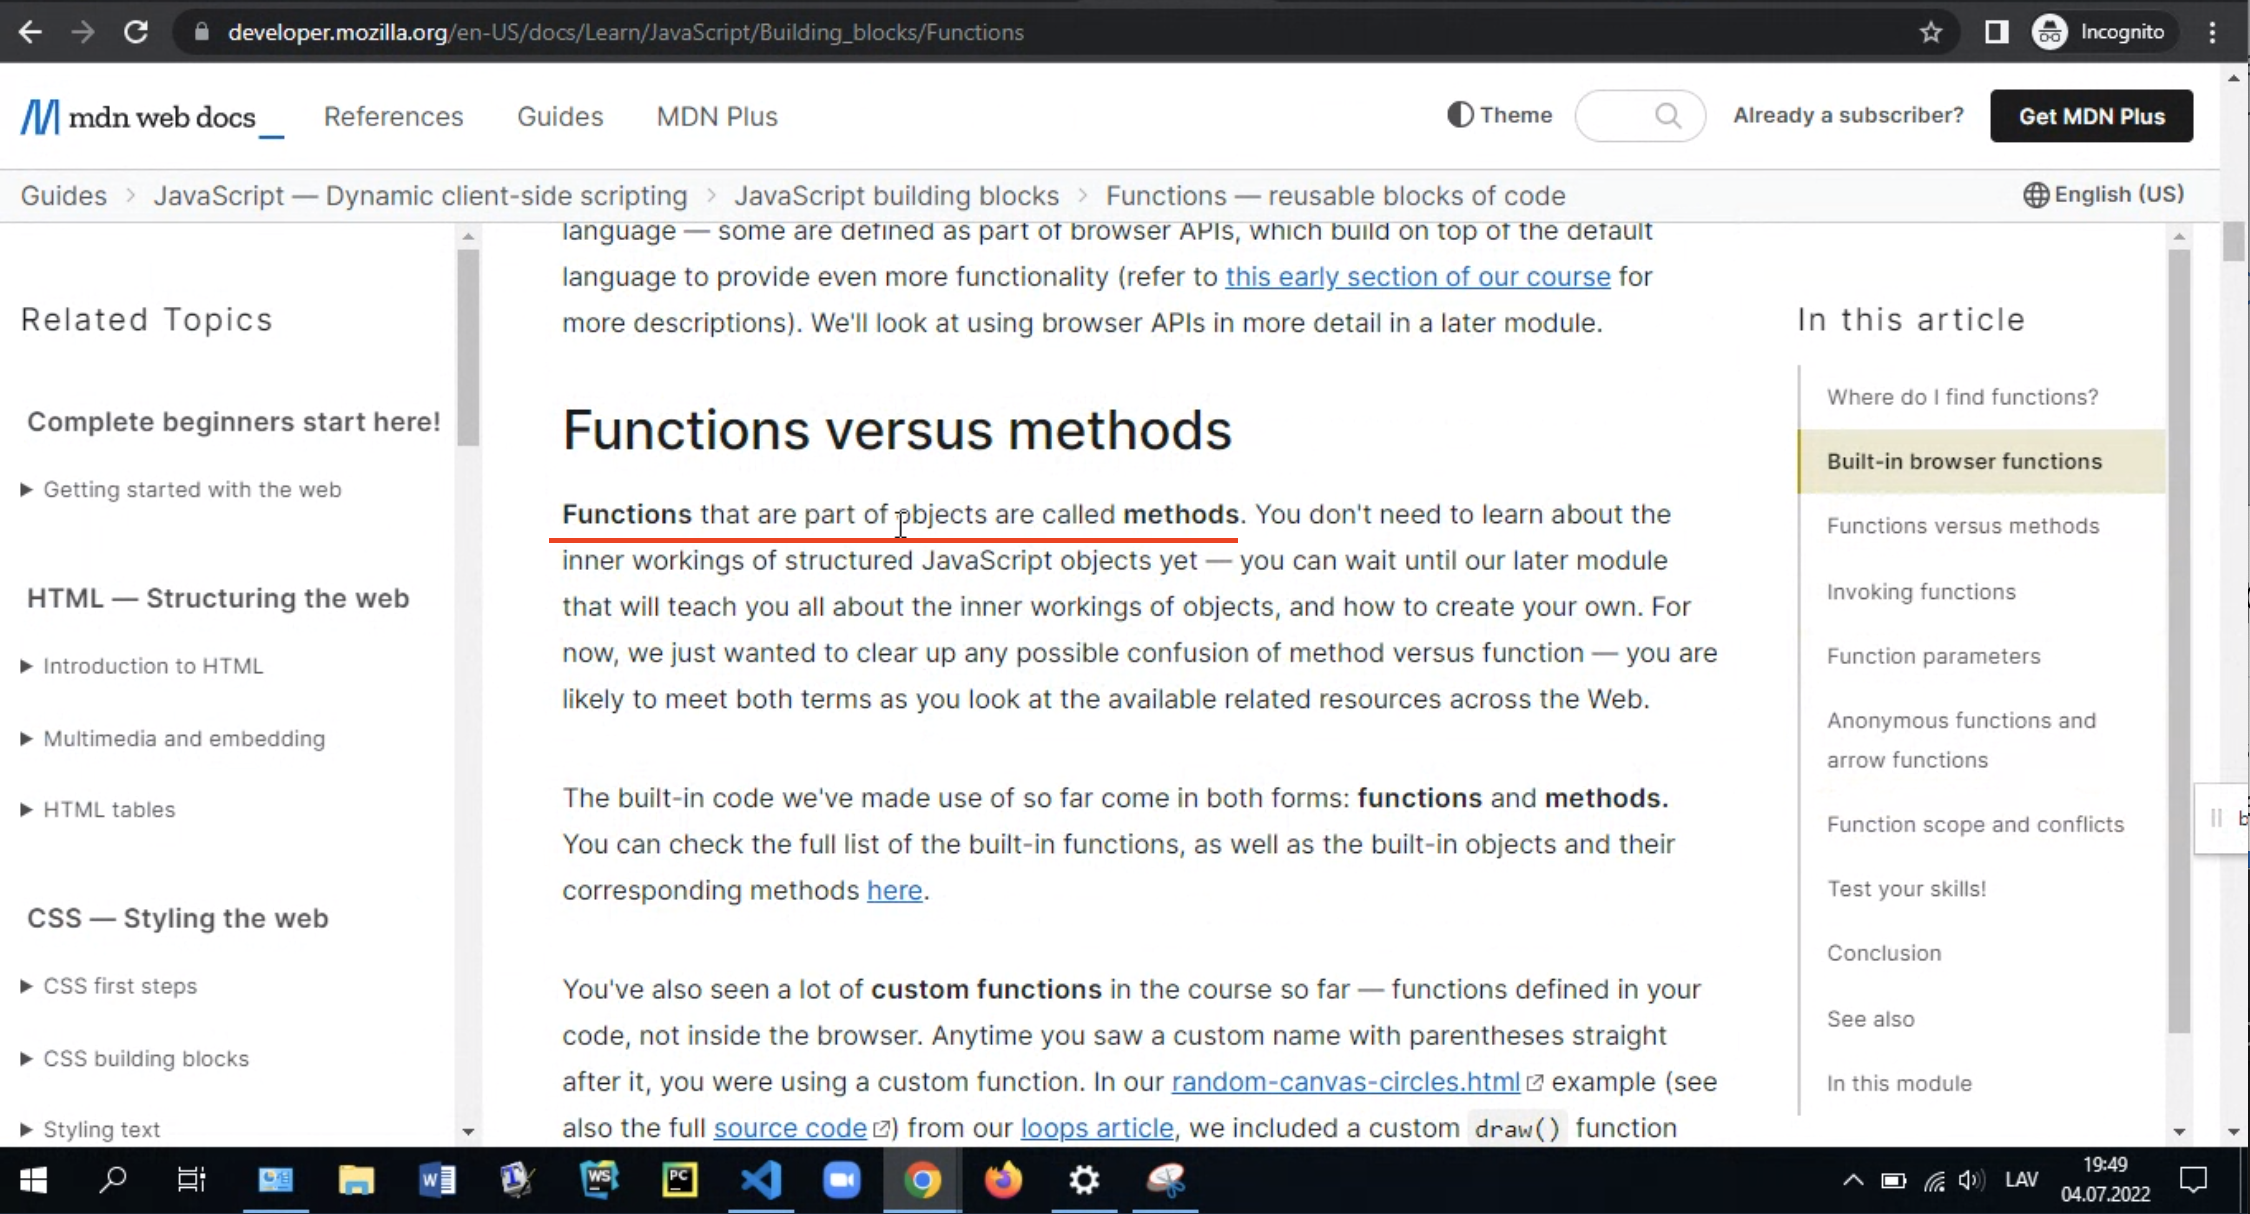 developer.mozilla.org/en-US/docs/Learn/JavaScript/Building_blocks/Functions
Incognito
mdn web docs_
References
Guides
MDN Plus
Theme
Already a subscriber?
Get MDN Plus
Guides > JavaScript — Dynamic client-side scripting > JavaScript building blocks > Functions — reusable blocks of code
English (US)
Related Topics
Complete beginners start here!
Getting started with the web
HTML — Structuring the web
Introduction to HTML
Multimedia and embedding
HTML tables
CSS — Styling the web
CSS first steps
CSS building blocks
Styling text
language — some are defined as part of browser APIs, which build on top of the default
language to provide even more functionality (refer to this early section of our course for
more descriptions). We'll look at using browser APIs in more detail in a later module.
Functions versus methods
Functions that are part of objects are called methods. You don't need to learn about the
inner workings of structured JavaScript objects yet — you can wait until our later module
that will teach you all about the inner workings of objects, and how to create your own. For
now, we just wanted to clear up any possible confusion of method versus function — you are
likely to meet both terms as you look at the available related resources across the Web.
The built-in code we've made use of so far come in both forms: functions and methods.
You can check the full list of the built-in functions, as well as the built-in objects and their
corresponding methods here.
You've also seen a lot of custom functions in the course so far — functions defined in your
code, not inside the browser. Anytime you saw a custom name with parentheses straight
after it, you were using a custom function. In our random-canvas-circles.html example (see
also the full source code) from our loops article, we included a custom draw() function
In this article
Where do I find functions?
Built-in browser functions
Functions versus methods
Invoking functions
Function parameters
Anonymous functions and
arrow functions
Function scope and conflicts
Test your skills!
Conclusion
See also
In this module
WS
PC
LAV
19:49
04.07.2022